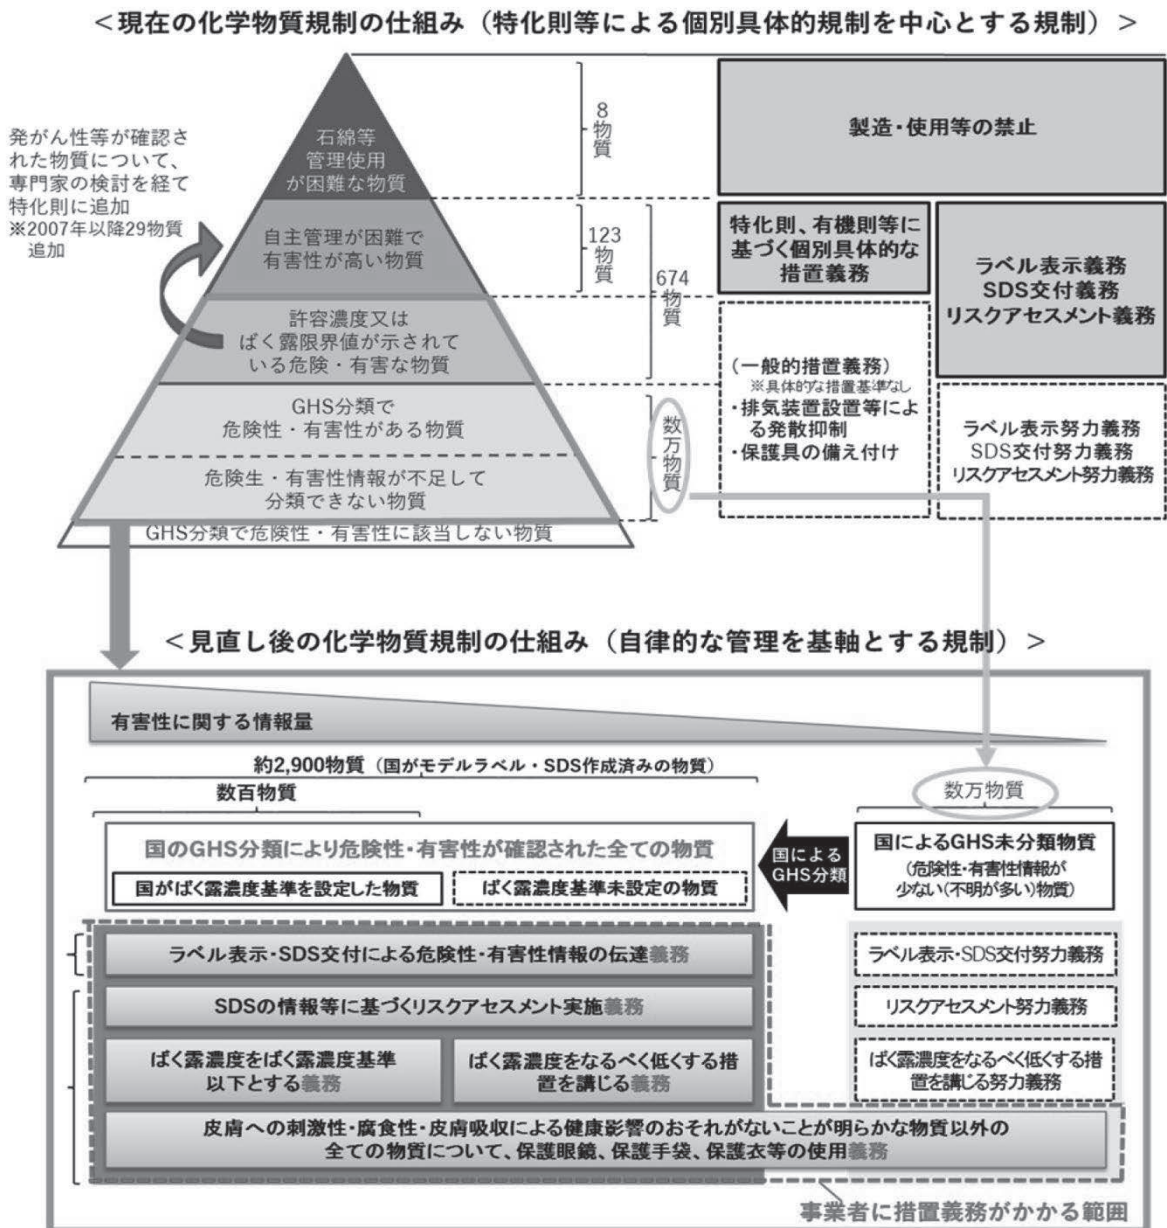 ＜現在の化学物質規制の仕組み（特化則等による個別具体的規制を中心とする規制）＞
発がん性等が確認さ
れた物質について、
専門家の検討を経て
特化則に追加
※2007年以降29物質
追加
石綿等
管理使用
が困難な物質
自主管理が困難で
有害性が高い物質
許容濃度又は
ばく露限界値が示されて
いる危険・有害な物質
GHS分類で
危険性・有害性がある物質
危険生・有害性情報が不足して
分類できない物質
GHS分類で危険性・有害性に該当しない物質
8物質
123物質
674物質
数万物質
製造・使用等の禁止
特化則、有機則等に
基づく個別具体的な
措置義務
ラベル表示義務
SDS交付義務
リスクアセスメント義務
（一般的措置義務）
※具体的な措置基準なし
・排気装置設置等によ
る発散抑制
・保護具の備え付け
ラベル表示努力義務
SDS交付努力義務
リスクアセスメント努力義務
＜見直し後の化学物質規制の仕組み（自律的な管理を基軸とする規制）＞
有害性に関する情報量
約2,900物質（国がモデルラベル・SDS作成済みの物質）
数百物質
数万物質
国のGHS分類により危険性・有害性が確認された全ての物質
国がばく露濃度基準を設定した物質
ばく露濃度基準未設定の物質
国による
GHS分類
国によるGHS未分類物質
（危険性・有害性情報が
少ない（不明が多い）物質）
ラベル表示・SDS交付による危険性・有害性情報の伝達義務
ラベル表示・SDS交付努力義務
SDSの情報等に基づくリスクアセスメント実施義務
リスクアセスメント努力義務
ばく露濃度をばく露濃度基準
以下とする義務
ばく露濃度をなるべく低くする措
置を講じる義務
ばく露濃度をなるべく低くする措
置を講じる努力義務
皮膚への刺激性・腐食性・皮膚吸収による健康影響のおそれがないことが明らかな物質以外の
全ての物質について、保護眼鏡、保護手袋、保護衣等の使用義務
事業者に措置義務がかかる範囲